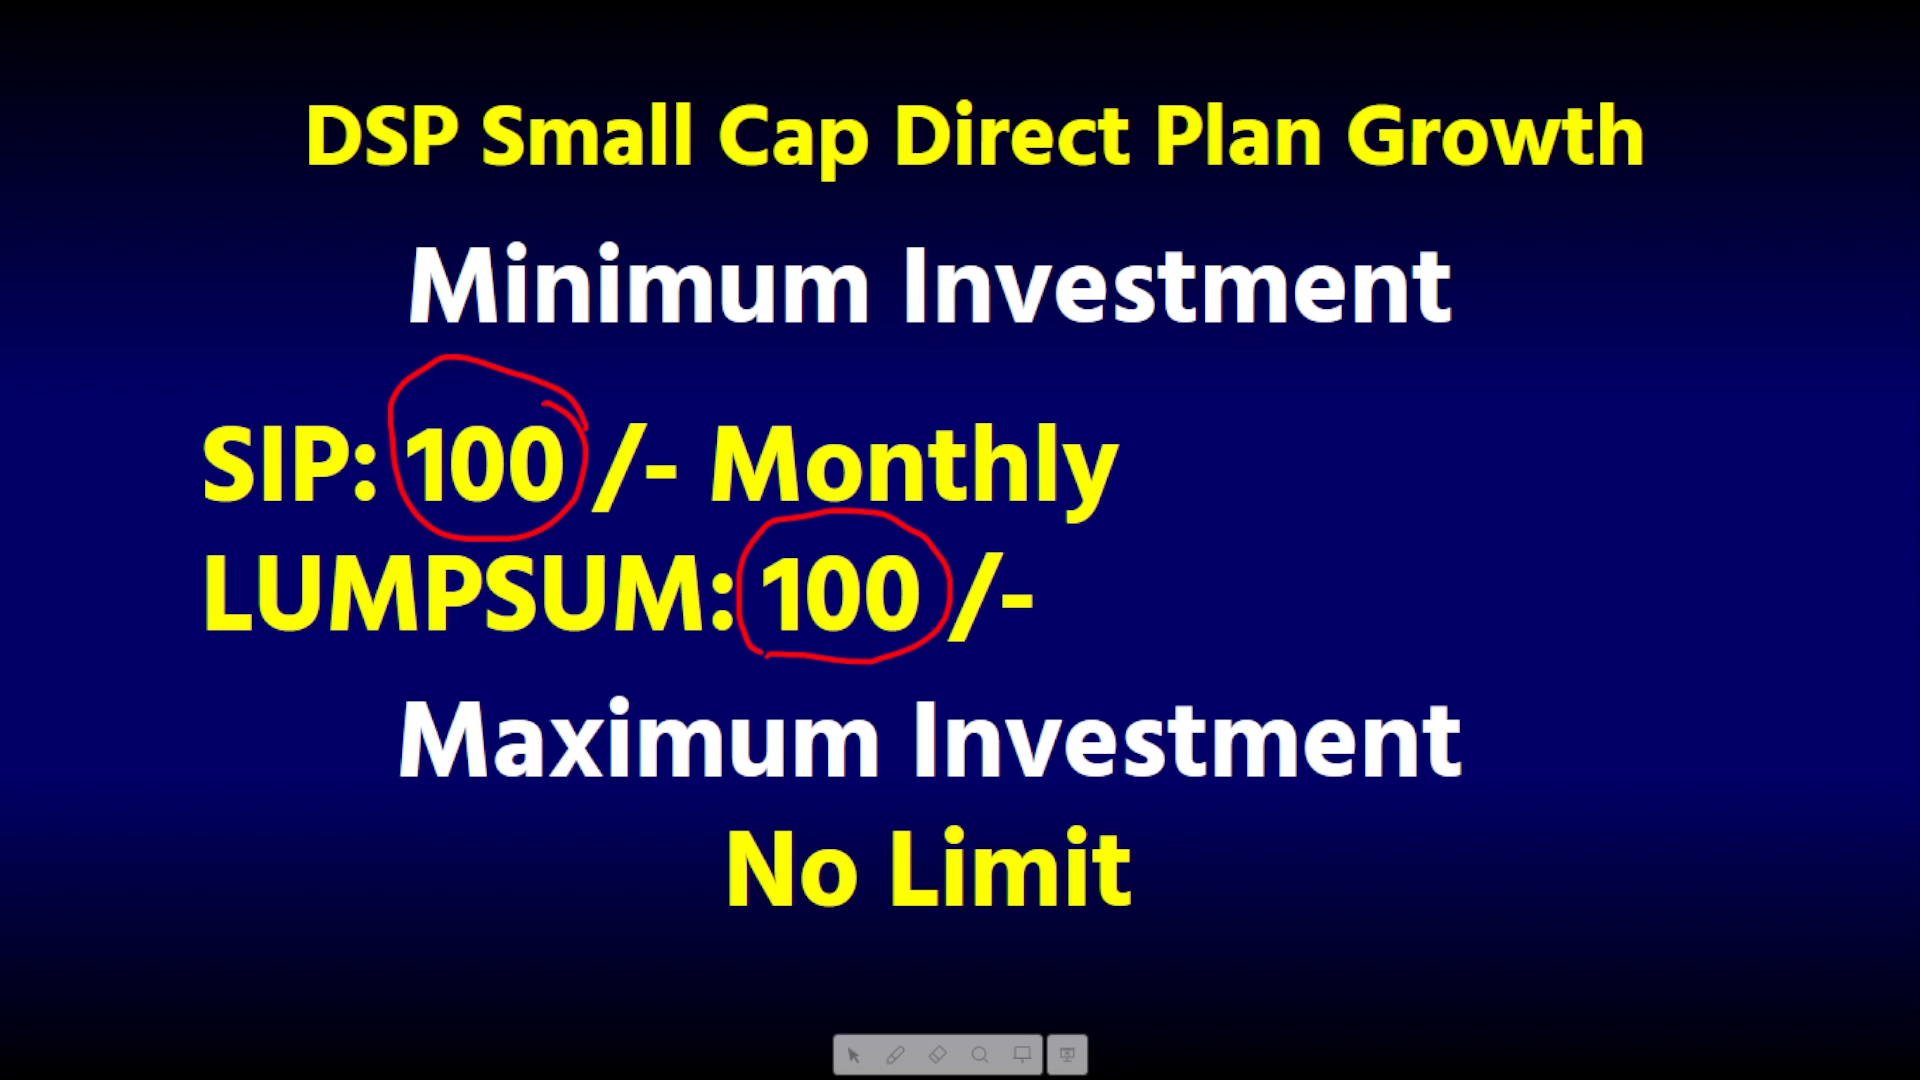 DSP Small Cap Direct Plan Growth
Minimum Investment
SIP: 100 /- Monthly
LUMPSUM: 100 /-
Maximum Investment
No Limit